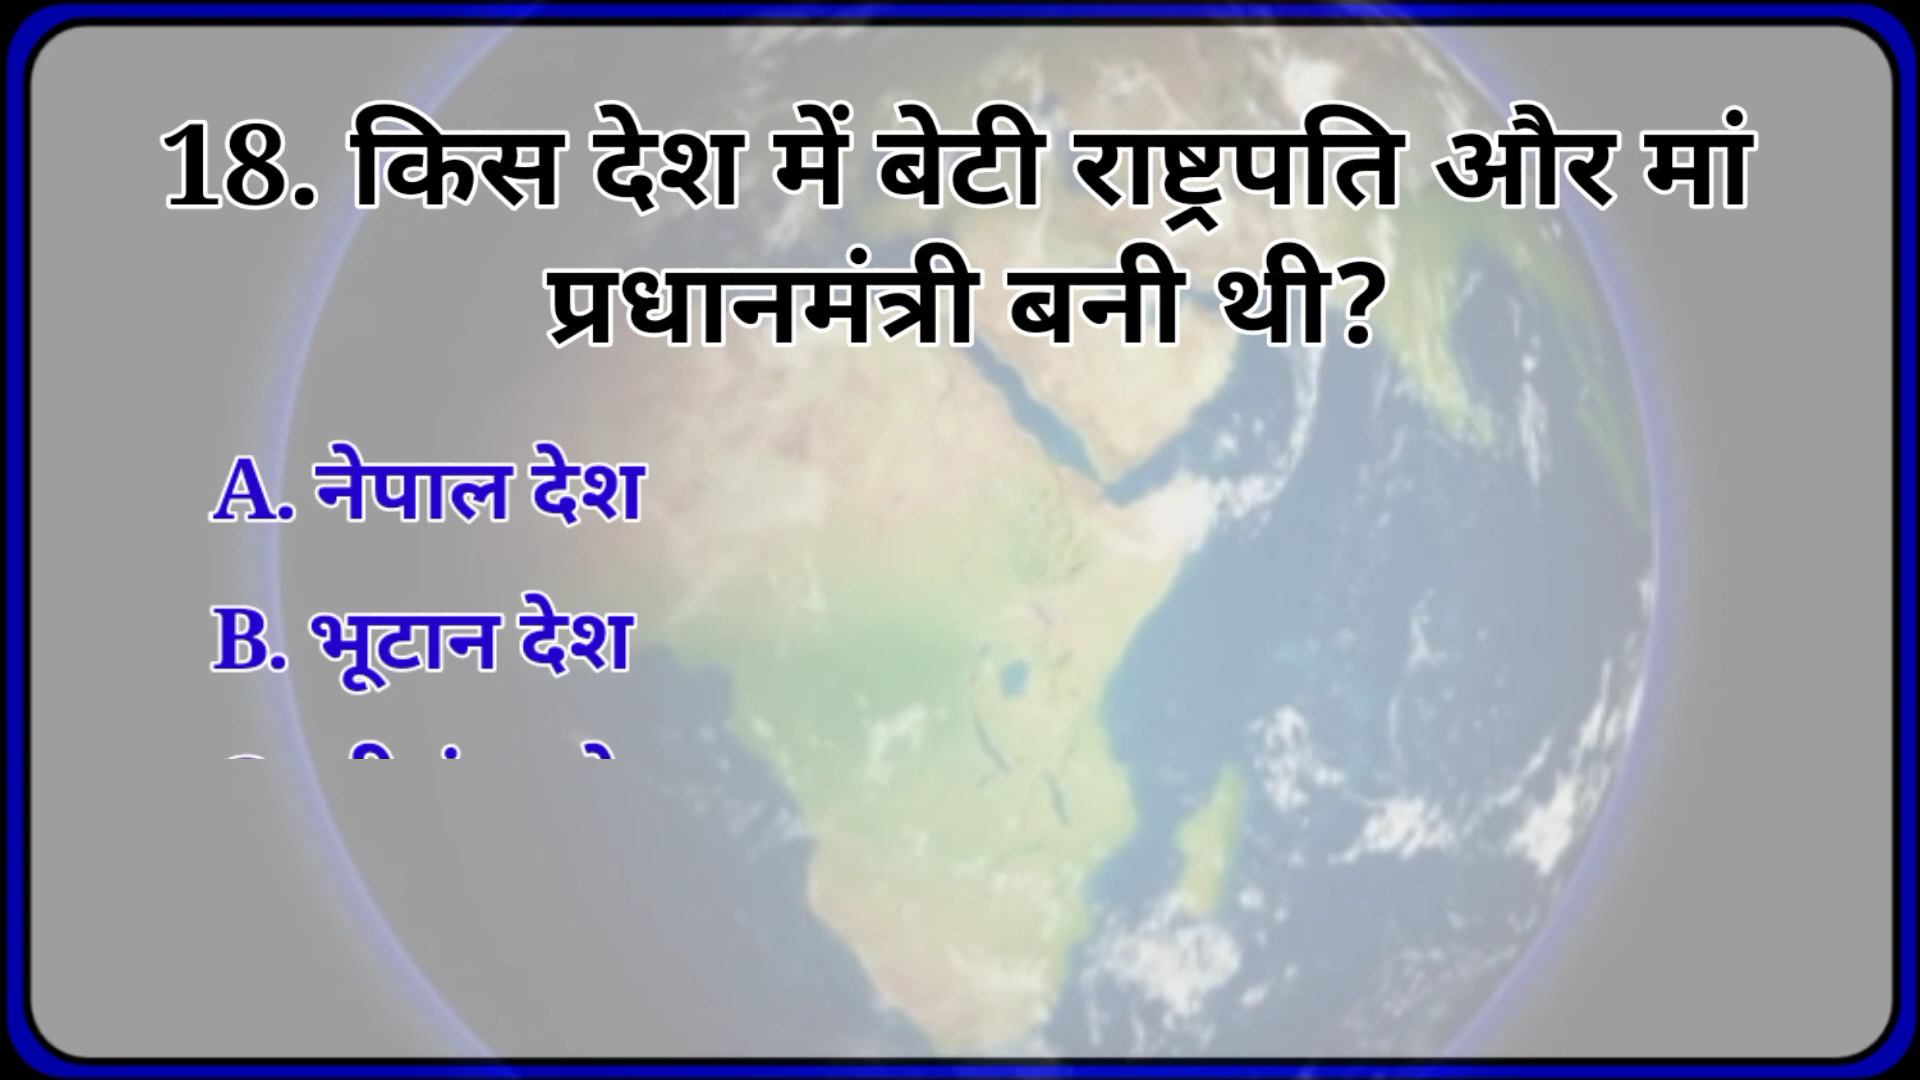 18. किस देश में बेटी राष्ट्रपति और मां
प्रधानमंत्री बनी थी?
A. नेपाल देश
B. भूटान देश